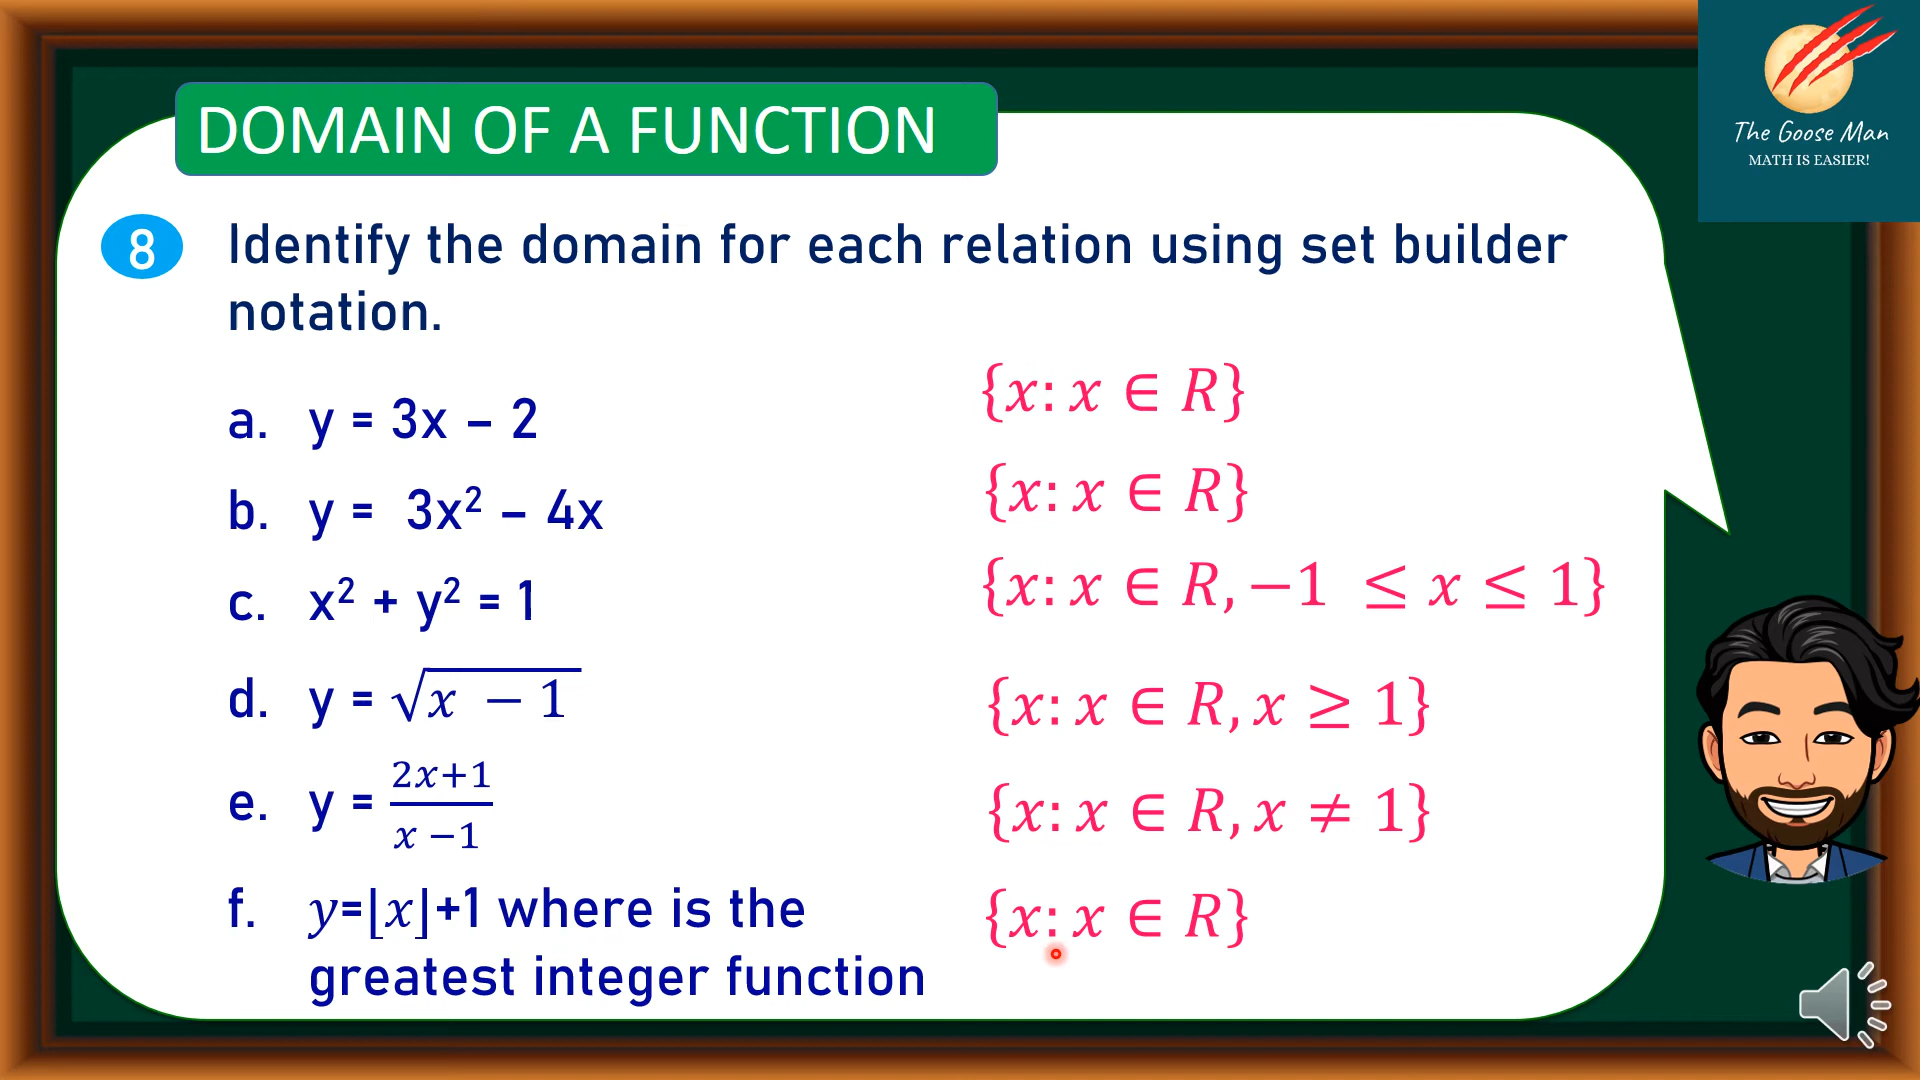 DOMAIN OF A FUNCTION
The Goose Man
MATH IS EASIER!
8 Identify the domain for each relation using set builder
notation.
a. y = 3x – 2 {x: x ∈ R}
b. y = 3x² – 4x {x: x ∈ R}
c. x² + y² = 1 {x: x ∈ R, −1 ≤ x ≤ 1}
d. y = √(x − 1) {x: x ∈ R, x ≥ 1}
e. y = (2x+1)/(x −1) {x: x ∈ R, x ≠ 1}
f. y=⌊x⌋+1 where is the {x: x ∈ R}
greatest integer function